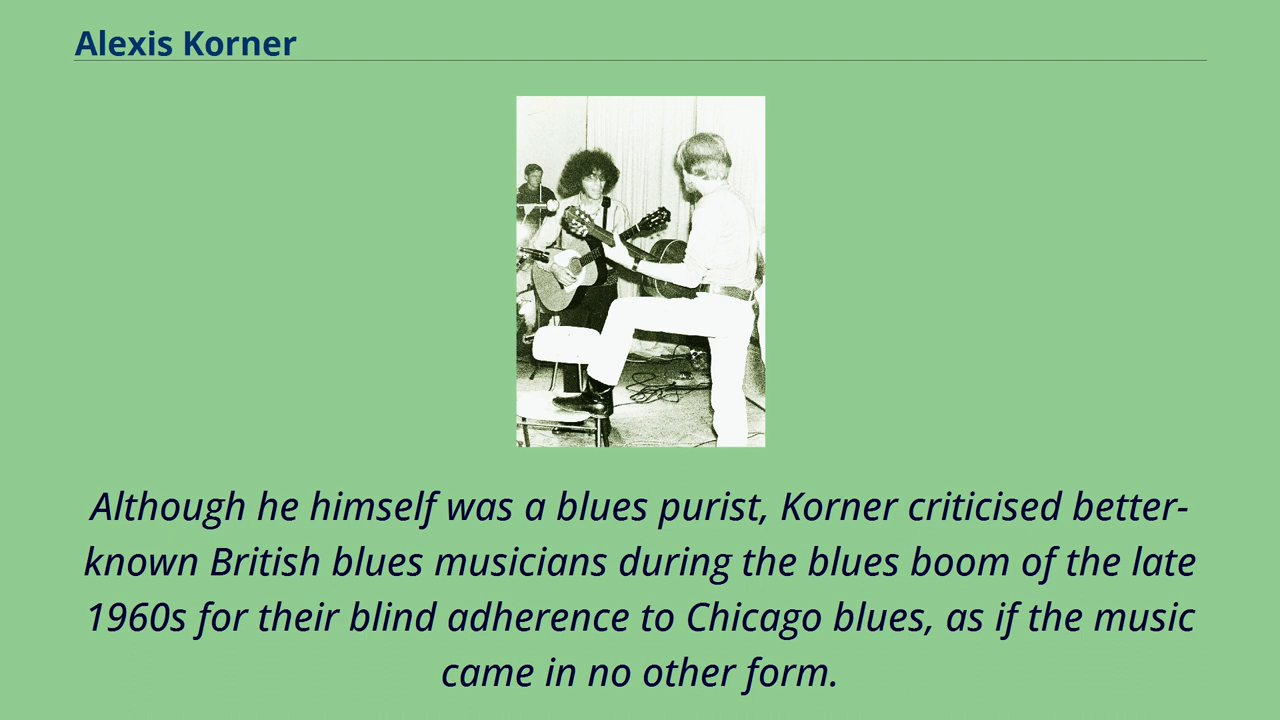 Alexis Korner
Although he himself was a blues purist, Korner criticised better-
known British blues musicians during the blues boom of the late
1960s for their blind adherence to Chicago blues, as if the music
came in no other form.